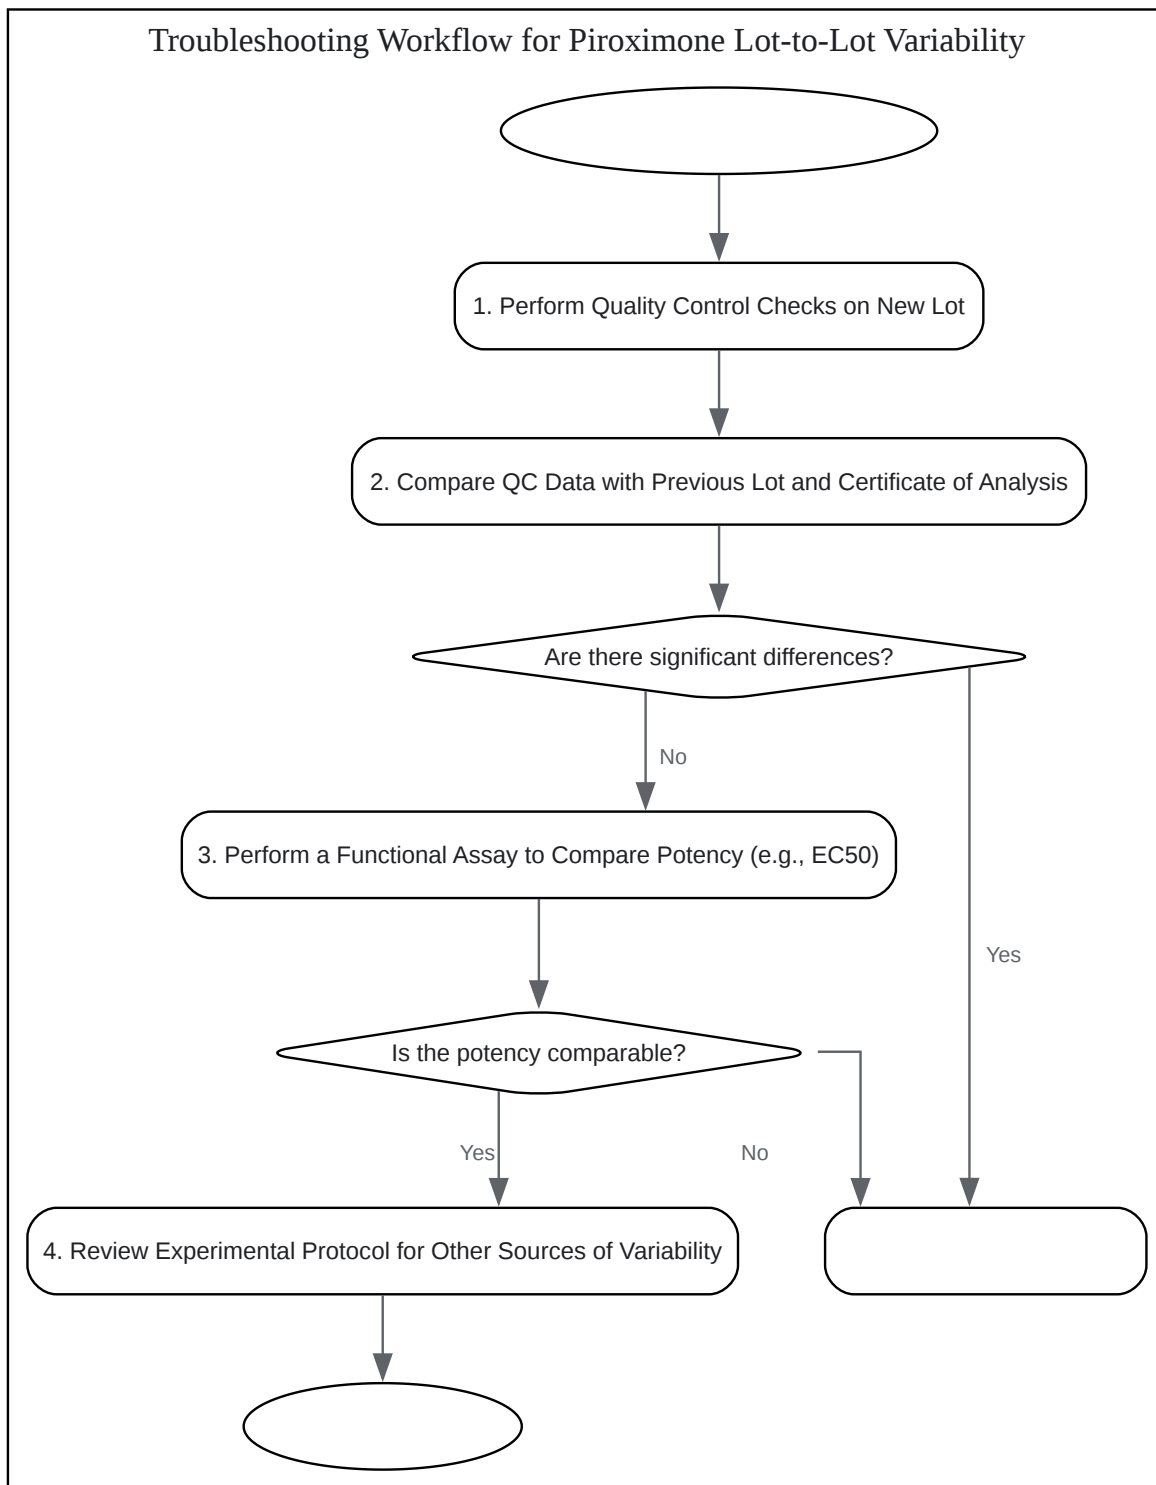 Troubleshooting Workflow for Piroximone Lot-to-Lot Variability
1. Perform Quality Control Checks on New Lot
2. Compare QC Data with Previous Lot and Certificate of Analysis
Are there significant differences?
No
3. Perform a Functional Assay to Compare Potency (e.g., EC50)
Yes
Is the potency comparable?
Yes
No
4. Review Experimental Protocol for Other Sources of Variability